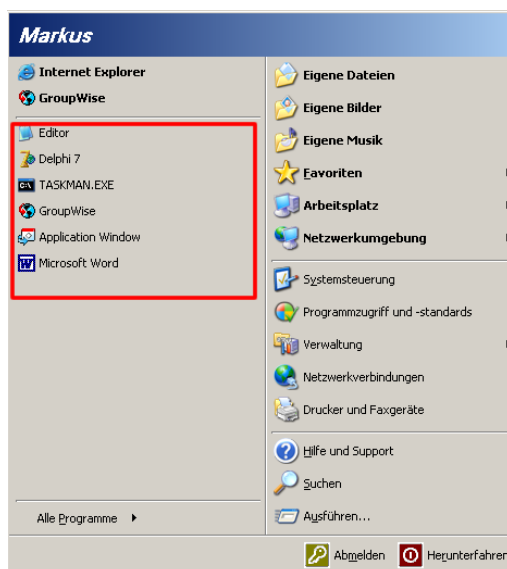 Markus
Internet Explorer
GroupWise
Editor
Delphi 7
TASKMAN.EXE
GroupWise
Application Window
Microsoft Word
Alle Programme
Eigene Dateien
Eigene Bilder
Eigene Musik
Favoriten
Arbeitsplatz
Netzwerkumgebung
Systemsteuerung
Programmzugriff und -standards
Verwaltung
Netzwerkverbindungen
Drucker und Faxgeräte
Hilfe und Support
Suchen
Ausführen...
Abmelden
Herunterfahren